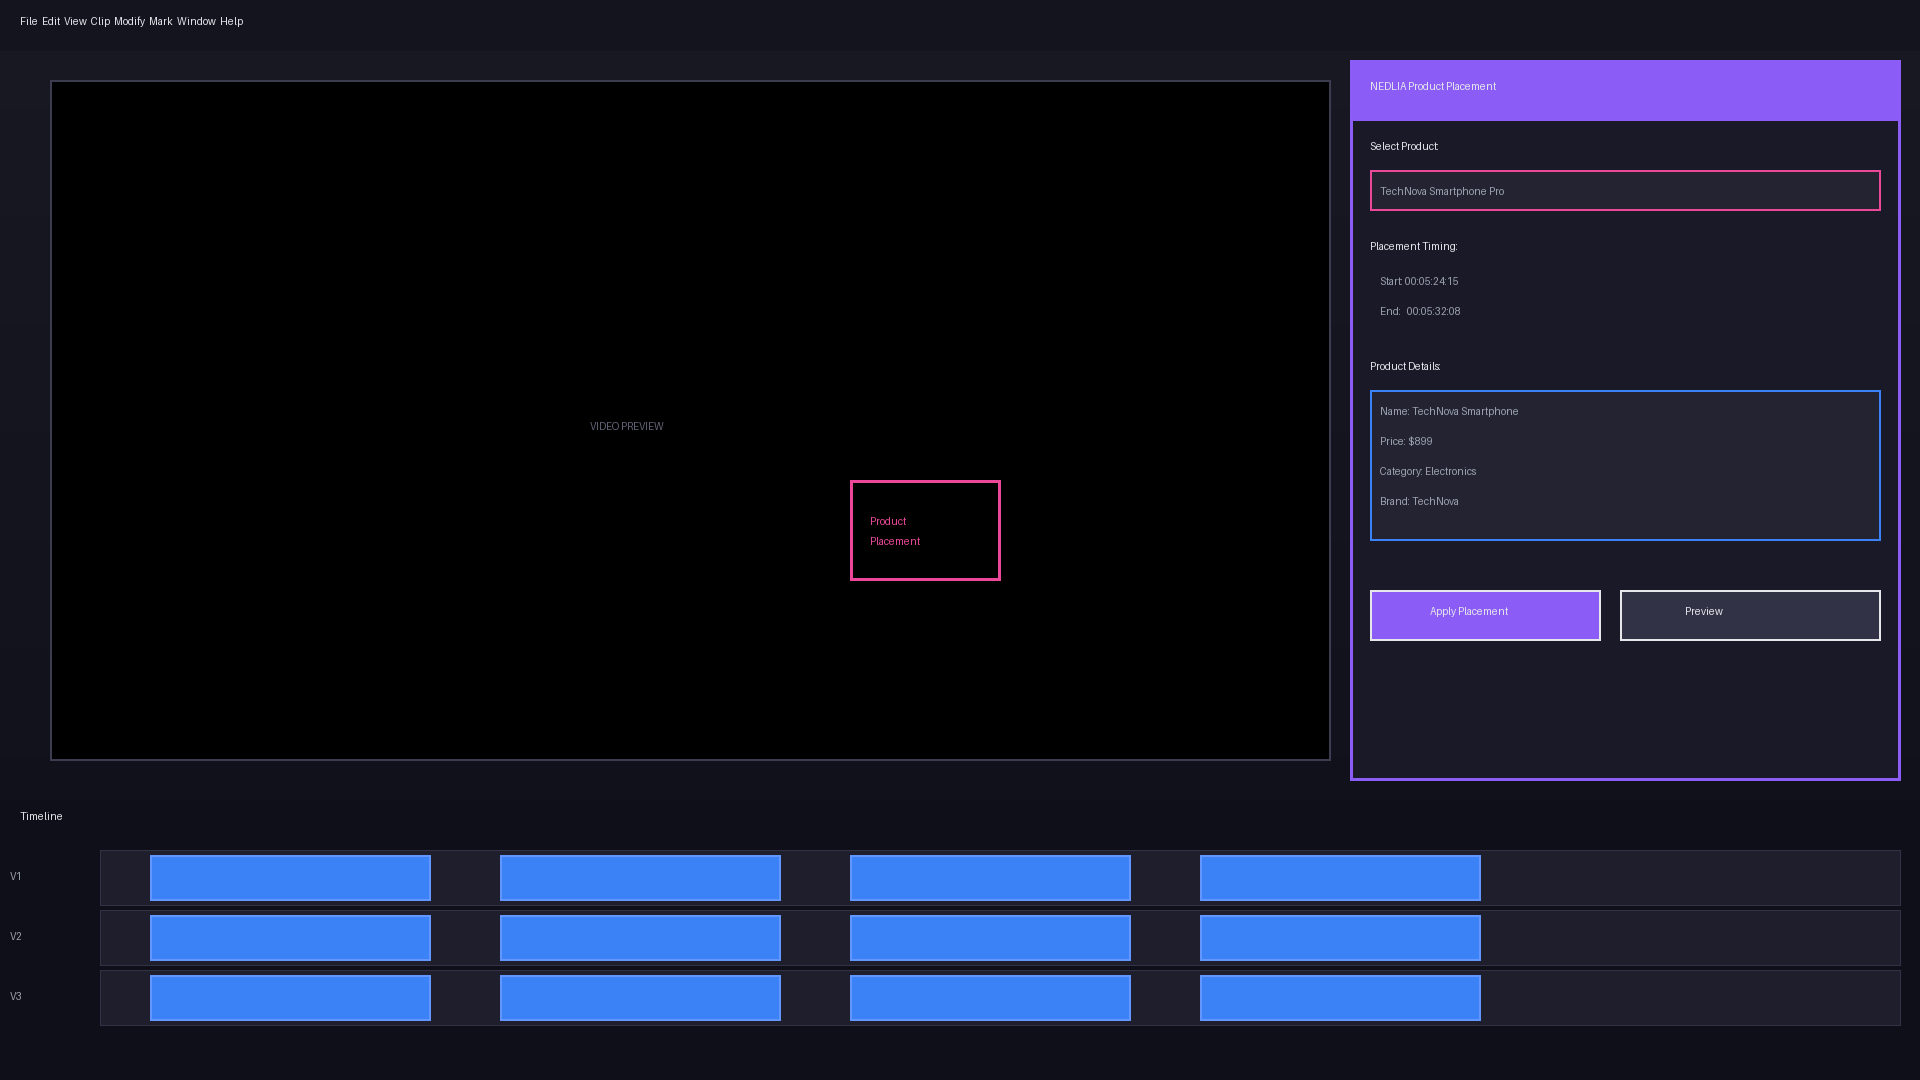 File Edit View Clip Modify Mark Window Help
NEDLIA Product Placement
Select Product:
TechNova Smartphone Pro
Placement Timing:
Start: 00:05:24:15
End: 00:05:32:08
Product Details:
Name: TechNova Smartphone
Price: $899
Category: Electronics
Brand: TechNova
Apply Placement
Preview
VIDEO PREVIEW
Product
Placement
Timeline
V1
V2
V3